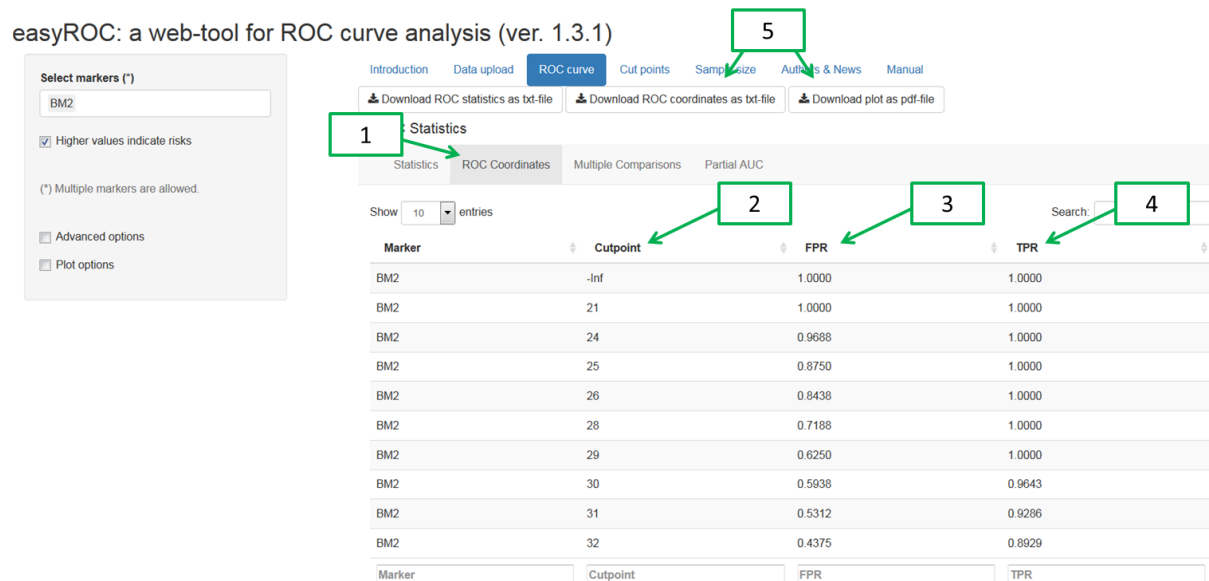 easyROC: a web-tool for ROC curve analysis (ver. 1.3.1)
5
Select markers (*)
BM2
Higher values indicate risks
(*) Multiple markers are allowed.
Advanced options
Plot options
Introduction Data upload ROC curve Cut points Sample size Authors & News Manual
Download ROC statistics as txt-file Download ROC coordinates as txt-file Download plot as pdf-file
1 : Statistics
Statistics ROC Coordinates Multiple Comparisons Partial AUC
2 3 4
Show 10 entries Search:
Marker Cutpoint FPR TPR
BM2 -Inf 1.0000 1.0000
BM2 21 1.0000 1.0000
BM2 24 0.9688 1.0000
BM2 25 0.8750 1.0000
BM2 26 0.8438 1.0000
BM2 28 0.7188 1.0000
BM2 29 0.6250 1.0000
BM2 30 0.5938 0.9643
BM2 31 0.5312 0.9286
BM2 32 0.4375 0.8929
Marker Cutpoint FPR TPR